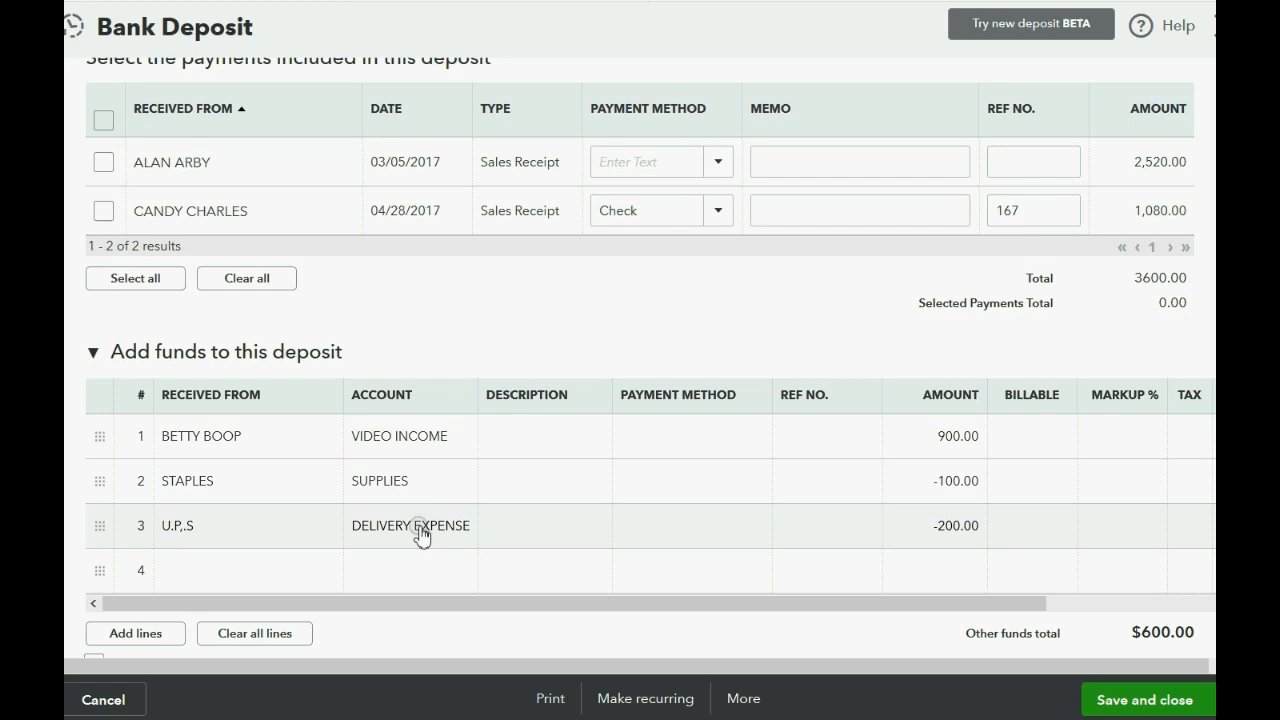 Bank Deposit
Try new deposit BETA
Help
Select the payments included in this deposit
RECEIVED FROM DATE TYPE PAYMENT METHOD MEMO REF NO. AMOUNT
ALAN ARBY 03/05/2017 Sales Receipt Enter Text 2,520.00
CANDY CHARLES 04/28/2017 Sales Receipt Check 167 1,080.00
1 - 2 of 2 results « ‹ 1 › »
Select all Clear all Total 3600.00
Selected Payments Total 0.00
▼ Add funds to this deposit
# RECEIVED FROM ACCOUNT DESCRIPTION PAYMENT METHOD REF NO. AMOUNT BILLABLE MARKUP % TAX
1 BETTY BOOP VIDEO INCOME 900.00
2 STAPLES SUPPLIES -100.00
3 U.P,.S DELIVERY EXPENSE -200.00
4
Add lines Clear all lines Other funds total $600.00
Cancel Print Make recurring More Save and close